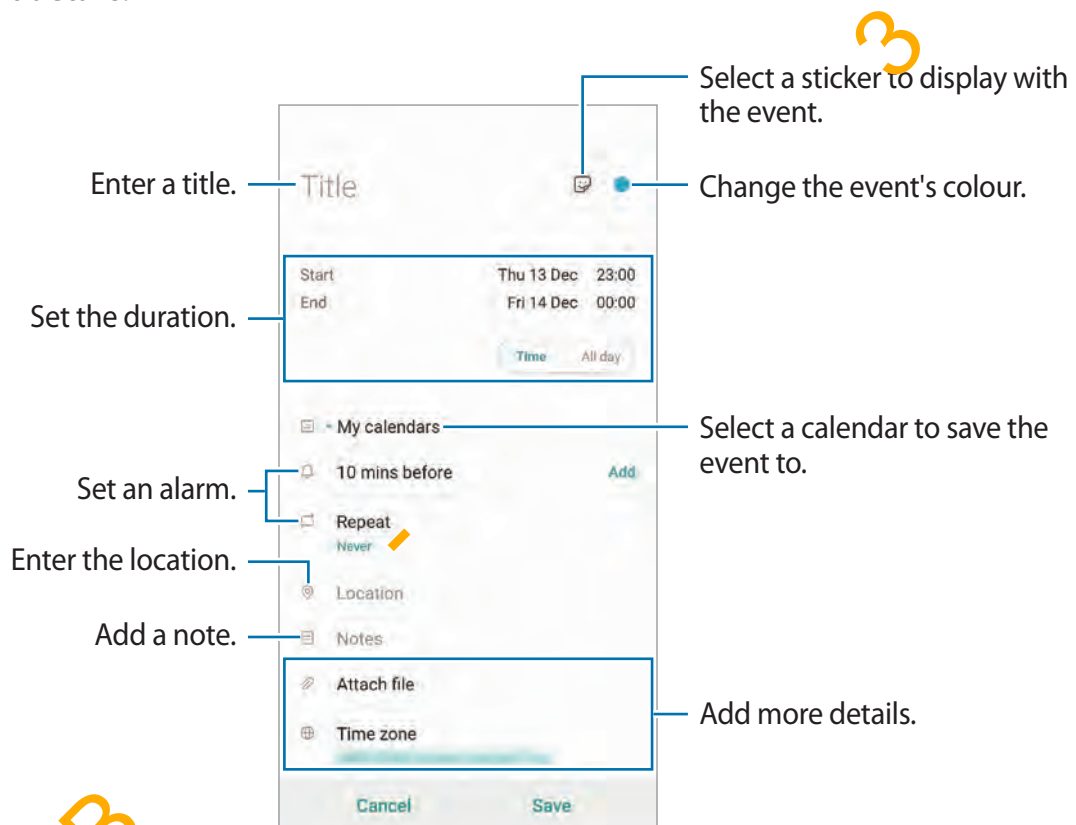 Select a sticker to display with
the event.
Enter a title.
Title
Change the event's colour.
Start Thu 13 Dec 23:00
End Fri 14 Dec 00:00
Set the duration.
Time All day
My calendars
Select a calendar to save the
event to.
10 mins before Add
Set an alarm.
Repeat
Never
Enter the location.
Location
Add a note.
Notes
Attach file
Add more details.
Time zone
Cancel Save
3
3